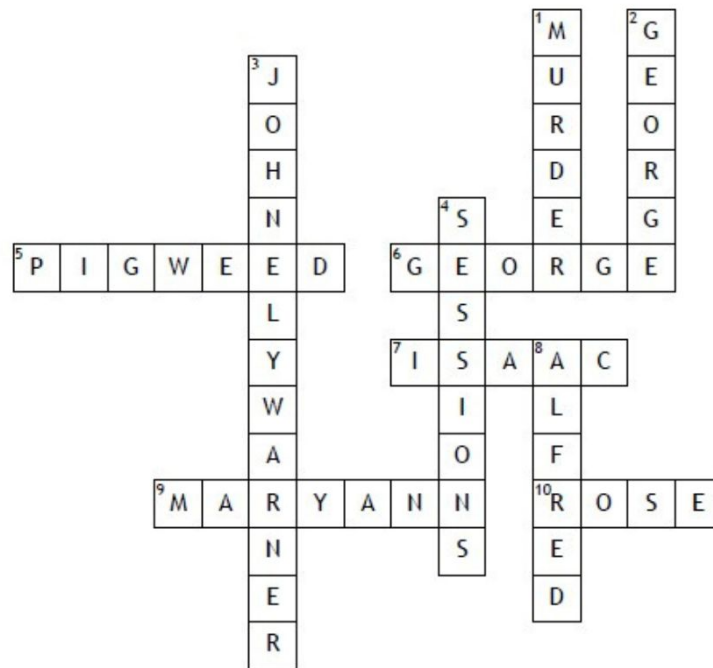 1 M 2 G
3 J U E
O R O
H D R
N 4 S E G
5 P I G W E E D 6 G E O R G E
L S
Y 7 I S A 8 A C
W I L
A O F
9 M A R Y A N N 10 R O S E
N S E
E D
R